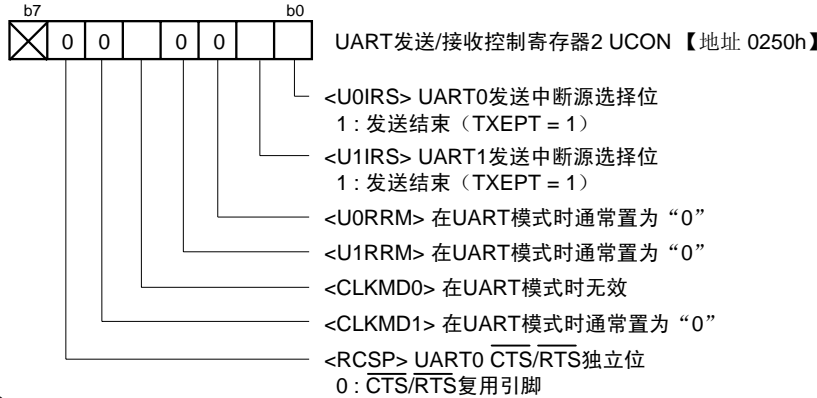 b7 b0
0 0 0 0 UART发送/接收控制寄存器2 UCON 【地址 0250h】
<U0IRS> UART0发送中断源选择位
1 : 发送结束（TXEPT = 1）
<U1IRS> UART1发送中断源选择位
1 : 发送结束（TXEPT = 1）
<U0RRM> 在UART模式时通常置为“0”
<U1RRM> 在UART模式时通常置为“0”
<CLKMD0> 在UART模式时无效
<CLKMD1> 在UART模式时通常置为“0”
<RCSP> UART0 CTS/RTS独立位
0 : CTS/RTS复用引脚